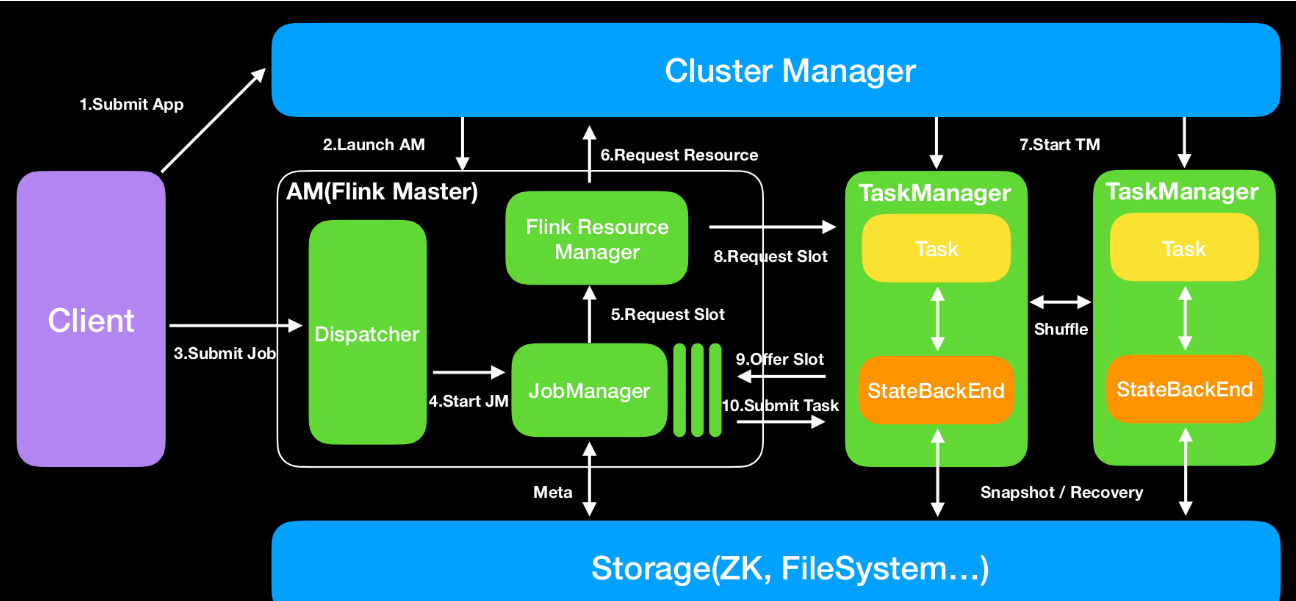 Cluster Manager
1.Submit App
2.Launch AM
6.Request Resource
7.Start TM
AM(Flink Master)
Flink Resource
Manager
8.Request Slot
TaskManager
Task
TaskManager
Task
Client
3.Submit Job
Dispatcher
5.Request Slot
4.Start JM
JobManager
9.Offer Slot
10.Submit Task
Shuffle
StateBackEnd
StateBackEnd
Meta
Snapshot / Recovery
Storage(ZK, FileSystem...)